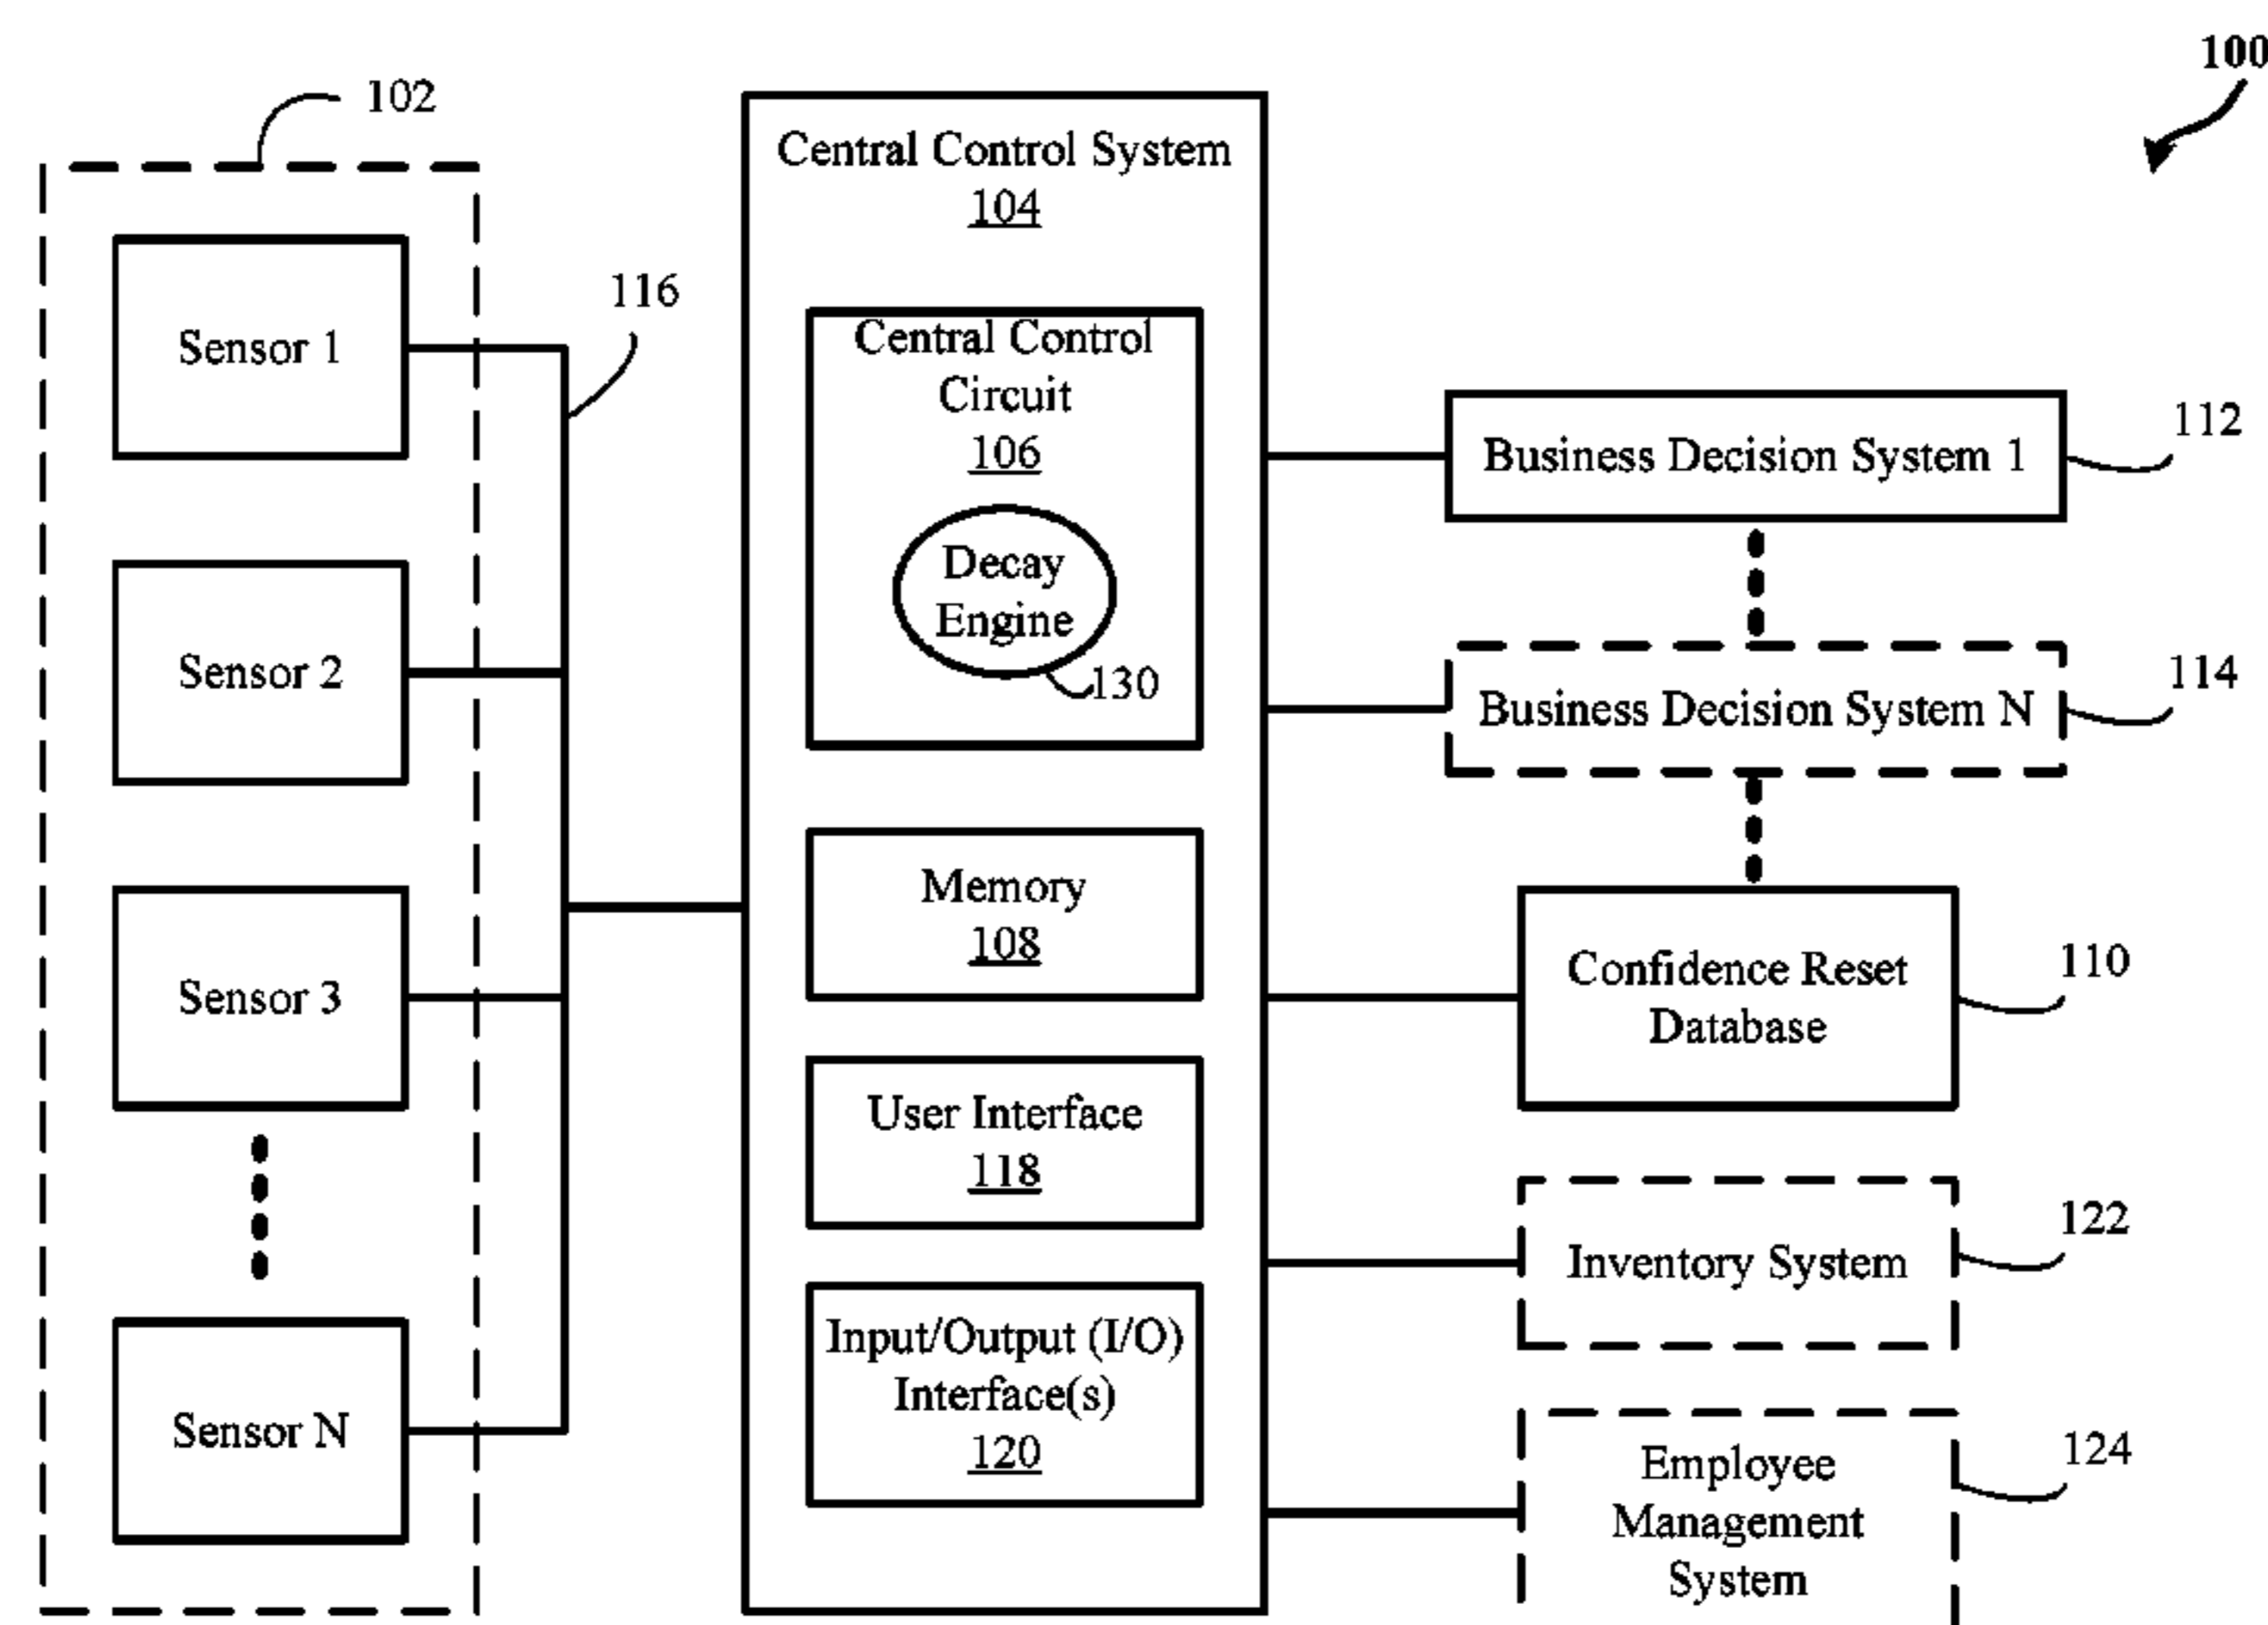 100
102
Sensor 1
Sensor 2
Sensor 3
Sensor N
116
Central Control System
104
Central Control
Circuit
106
Decay
Engine
130
Memory
108
User Interface
118
Input/Output (I/O)
Interface(s)
120
Business Decision System 1
112
Business Decision System N
114
Confidence Reset
Database
110
Inventory System
122
Employee
Management
System
124